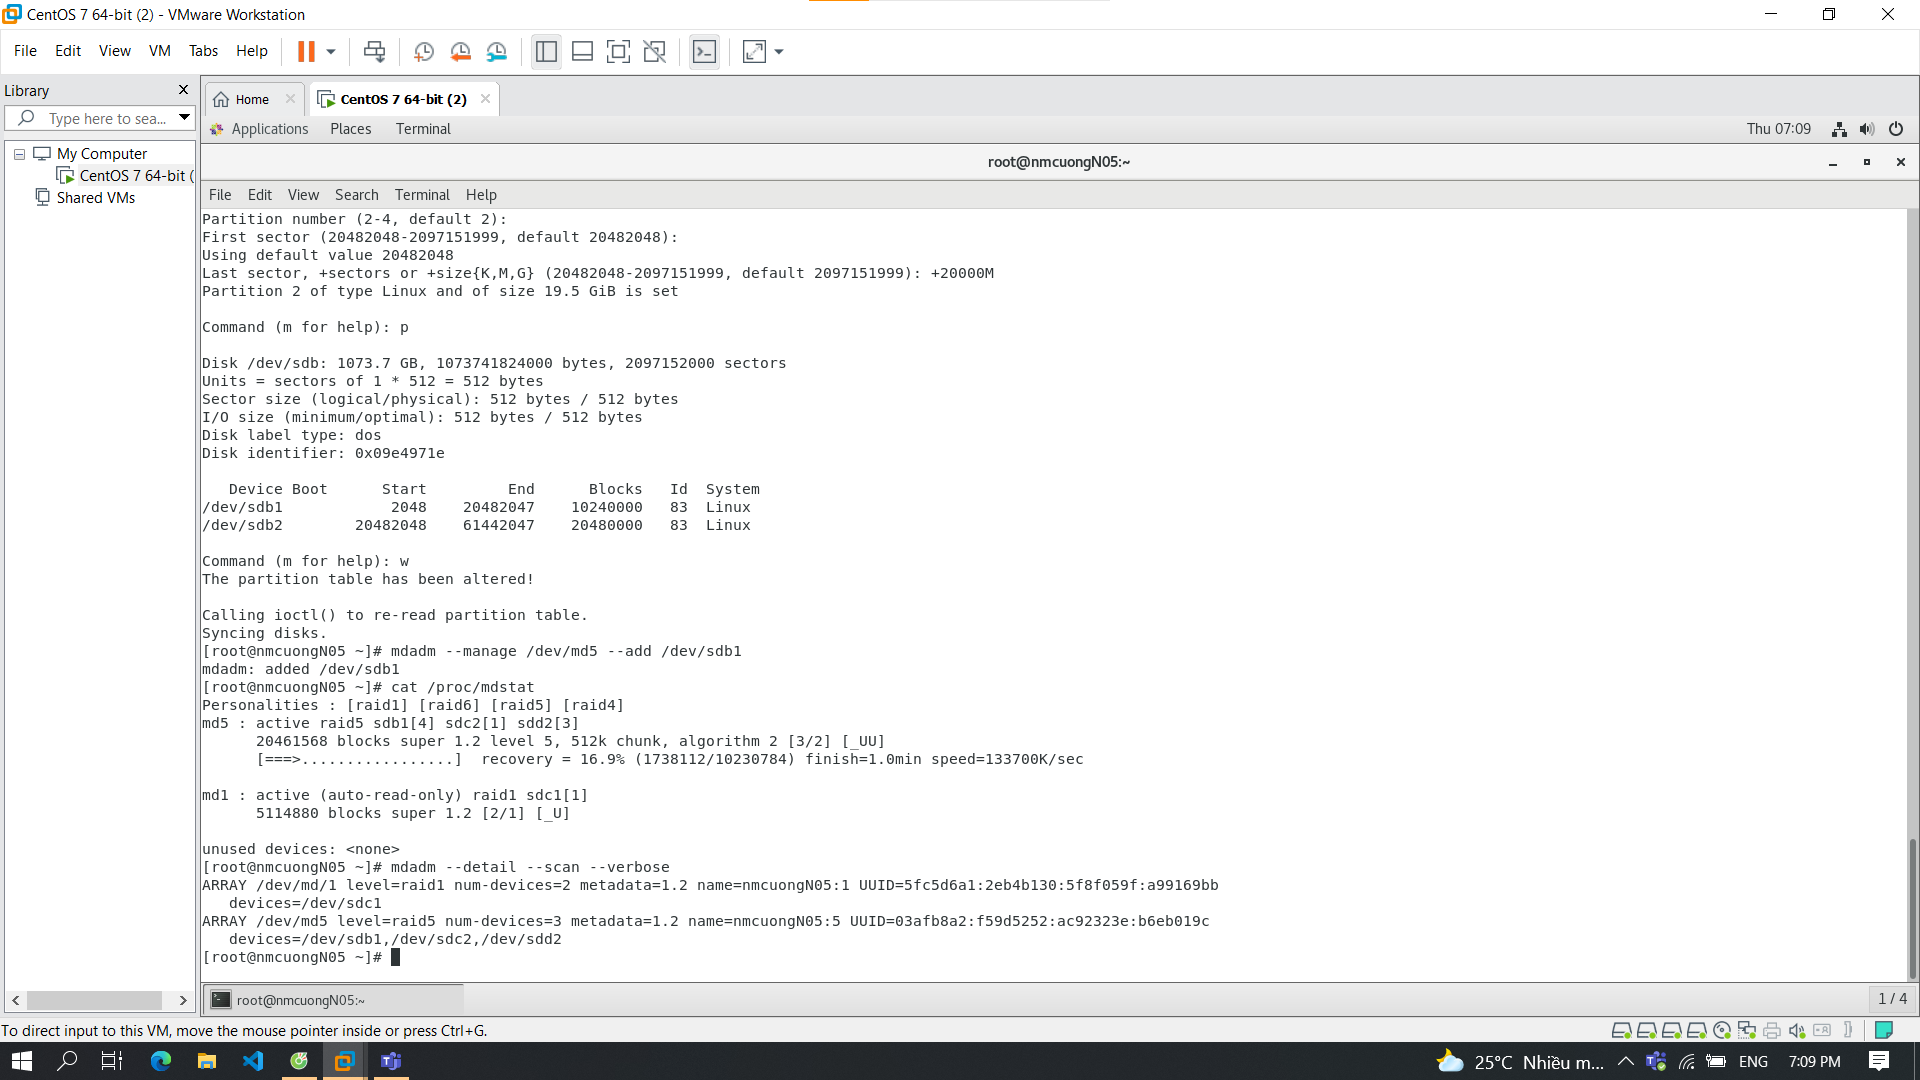 CentOS 7 64-bit (2) - VMware Workstation
File Edit View VM Tabs Help
Library
Type here to sea...
My Computer
CentOS 7 64-bit (
Shared VMs
Home
CentOS 7 64-bit (2)
Applications Places Terminal
Thu 07:09
root@nmcuongN05:~
File Edit View Search Terminal Help
Partition number (2-4, default 2):
First sector (20482048-2097151999, default 20482048):
Using default value 20482048
Last sector, +sectors or +size{K,M,G} (20482048-2097151999, default 2097151999): +20000M
Partition 2 of type Linux and of size 19.5 GiB is set
Command (m for help): p
Disk /dev/sdb: 1073.7 GB, 1073741824000 bytes, 2097152000 sectors
Units = sectors of 1 * 512 = 512 bytes
Sector size (logical/physical): 512 bytes / 512 bytes
I/O size (minimum/optimal): 512 bytes / 512 bytes
Disk label type: dos
Disk identifier: 0x09e4971e
Device Boot      Start         End      Blocks   Id  System
/dev/sdb1            2048    20482047    10240000   83  Linux
/dev/sdb2        20482048    61442047    20480000   83  Linux
Command (m for help): w
The partition table has been altered!
Calling ioctl() to re-read partition table.
Syncing disks.
[root@nmcuongN05 ~]# mdadm --manage /dev/md5 --add /dev/sdb1
mdadm: added /dev/sdb1
[root@nmcuongN05 ~]# cat /proc/mdstat
Personalities : [raid1] [raid6] [raid5] [raid4]
md5 : active raid5 sdb1[4] sdc2[1] sdd2[3]
20461568 blocks super 1.2 level 5, 512k chunk, algorithm 2 [3/2] [_UU]
[===>.................]  recovery = 16.9% (1738112/10230784) finish=1.0min speed=133700K/sec
md1 : active (auto-read-only) raid1 sdc1[1]
5114880 blocks super 1.2 [2/1] [_U]
unused devices: <none>
[root@nmcuongN05 ~]# mdadm --detail --scan --verbose
ARRAY /dev/md/1 level=raid1 num-devices=2 metadata=1.2 name=nmcuongN05:1 UUID=5fc5d6a1:2eb4b130:5f8f059f:a99169bb
devices=/dev/sdc1
ARRAY /dev/md5 level=raid5 num-devices=3 metadata=1.2 name=nmcuongN05:5 UUID=03afb8a2:f59d5252:ac92323e:b6eb019c
devices=/dev/sdb1,/dev/sdc2,/dev/sdd2
[root@nmcuongN05 ~]#
root@nmcuongN05:~
1 / 4
To direct input to this VM, move the mouse pointer inside or press Ctrl+G.
25°C Nhiều m... ENG 7:09 PM